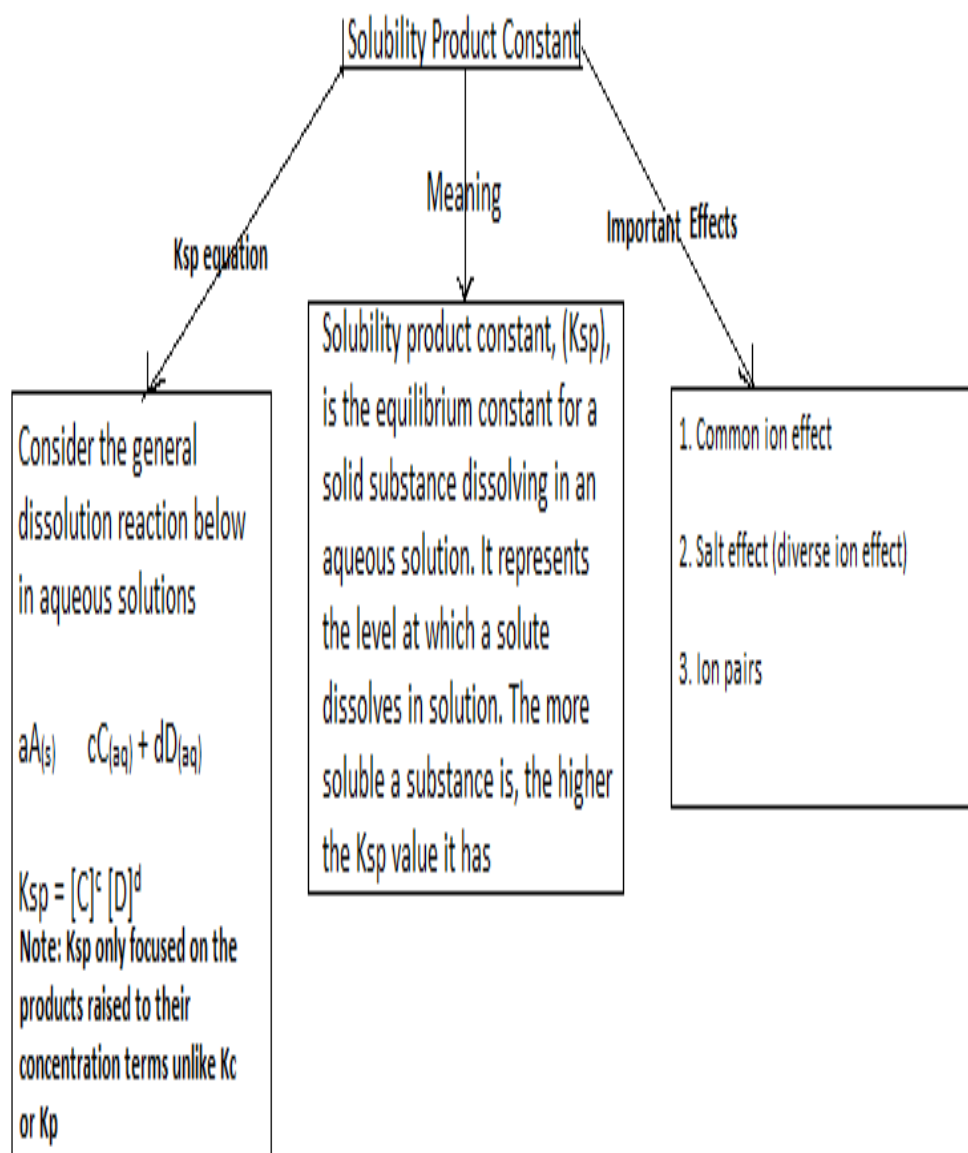 Solubility Product Constant
Ksp equation
Meaning
Important Effects
Consider the general
dissolution reaction below
in aqueous solutions
aA(s) cC(aq) + dD(aq)
Ksp = [C]^c [D]^d
Note: Ksp only focused on the
products raised to their
concentration terms unlike Kc
or Kp
Solubility product constant, (Ksp),
is the equilibrium constant for a
solid substance dissolving in an
aqueous solution. It represents
the level at which a solute
dissolves in solution. The more
soluble a substance is, the higher
the Ksp value it has
1. Common ion effect
2. Salt effect (diverse ion effect)
3. Ion pairs